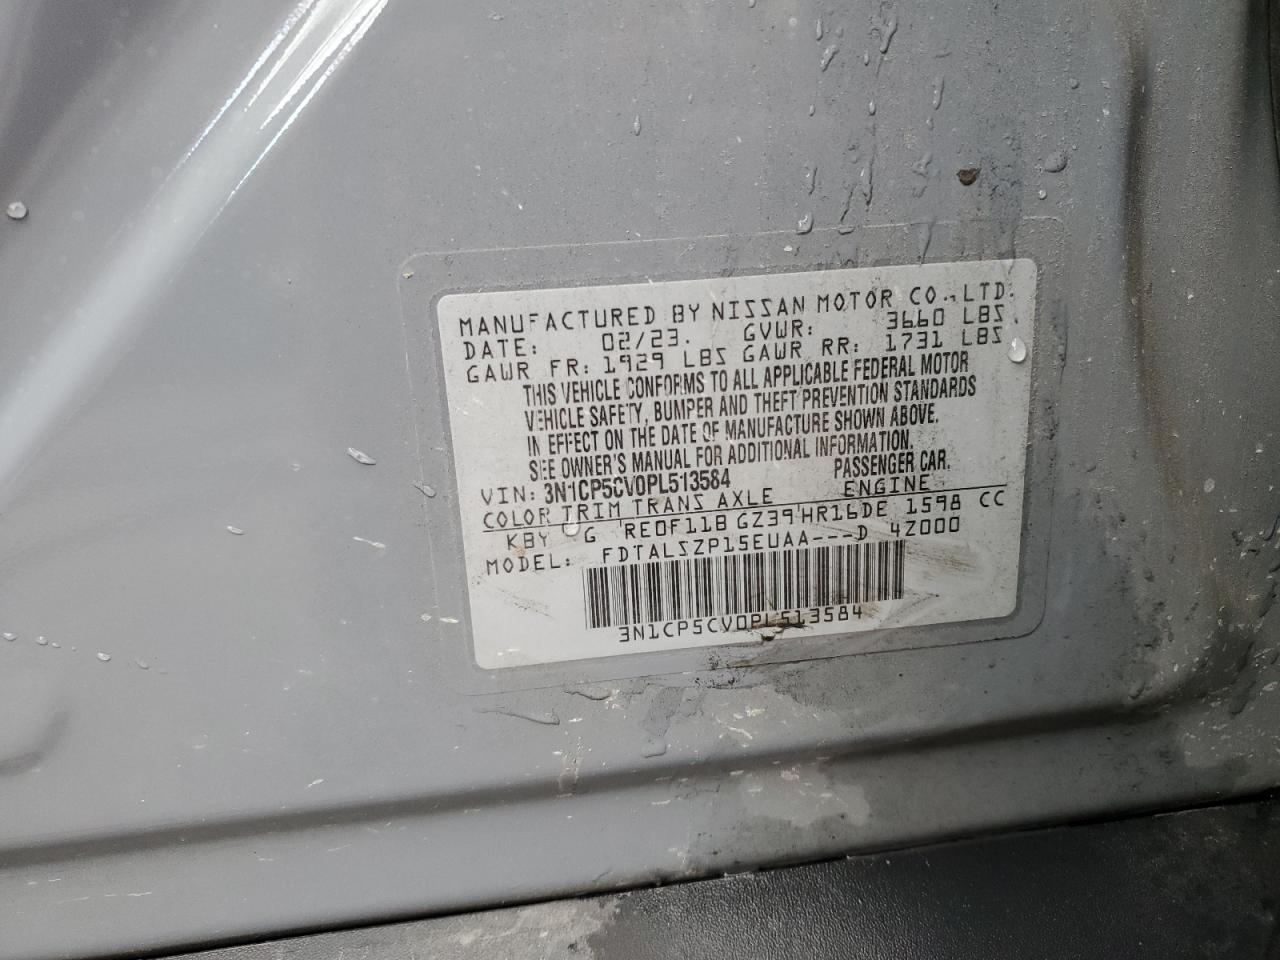 MANUFACTURED BY NISSAN MOTOR CO., LTD.
DATE: 02/23. GVWR: 3660 LBS.
GAWR FR: 1929 LBS GAWR RR: 1731 LBS
THIS VEHICLE CONFORMS TO ALL APPLICABLE FEDERAL MOTOR
VEHICLE SAFETY, BUMPER AND THEFT PREVENTION STANDARDS
IN EFFECT ON THE DATE OF MANUFACTURE SHOWN ABOVE.
SEE OWNER'S MANUAL FOR ADDITIONAL INFORMATION.
VIN: 3N1CP5CV0PL513584 PASSENGER CAR.
COLOR TRIM TRANS AXLE ENGINE
KBY G RE0F11B GZ39 HR16DE 1598 CC
MODEL: FDTALSZP15EUAA---D 4Z000
3N1CP5CV0PL513584